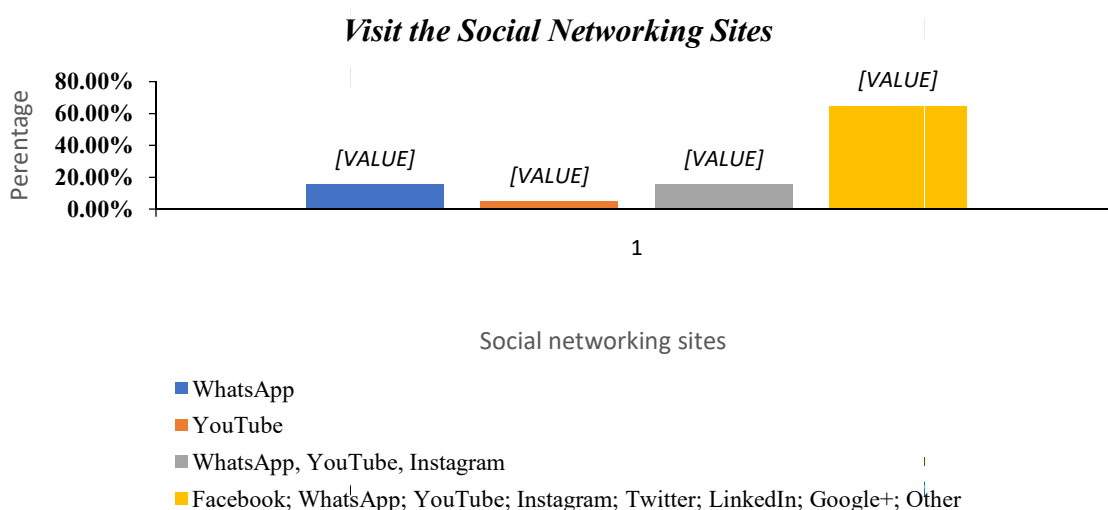 Visit the Social Networking Sites
Perentage
80.00%
60.00%
40.00%
20.00%
0.00%
[VALUE]
[VALUE]
[VALUE]
[VALUE]
1
Social networking sites
WhatsApp
YouTube
WhatsApp, YouTube, Instagram
Facebook; WhatsApp; YouTube; Instagram; Twitter; LinkedIn; Google+; Other